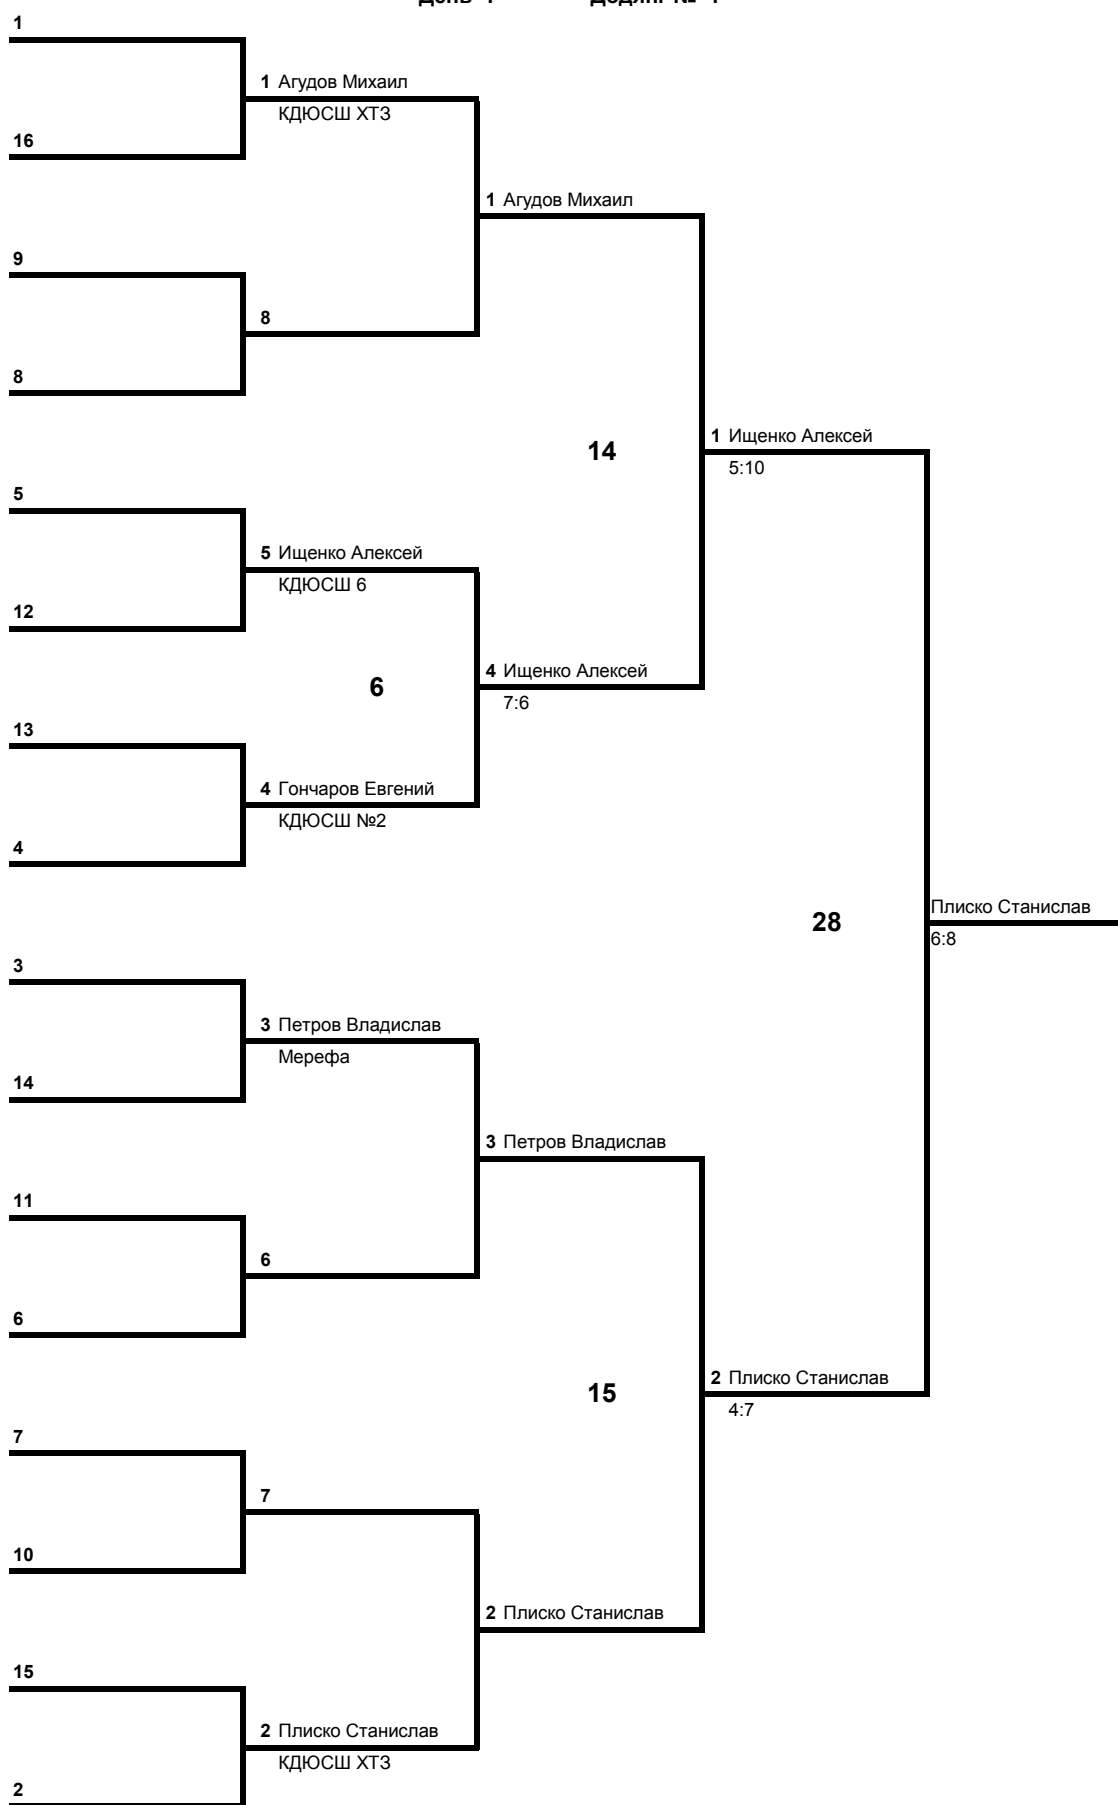 1
1 Агудов Михаил
КДЮСШ ХТЗ
16
1 Агудов Михаил
9
8
8
14
1 Ищенко Алексей
5:10
5
5 Ищенко Алексей
КДЮСШ 6
12
6
4 Ищенко Алексей
7:6
13
4 Гончаров Евгений
КДЮСШ №2
4
28
Плиско Станислав
6:8
3
3 Петров Владислав
Мерефа
14
3 Петров Владислав
11
6
6
15
2 Плиско Станислав
4:7
7
7
10
2 Плиско Станислав
15
2 Плиско Станислав
КДЮСШ ХТЗ
2